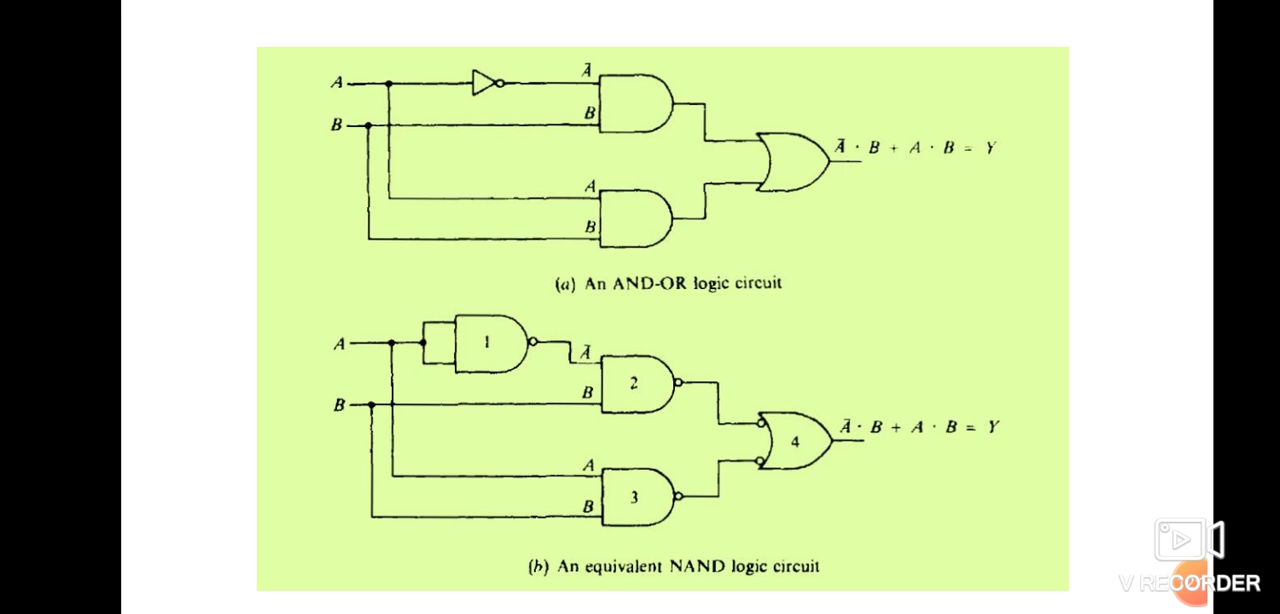 A
Ā
B
B
A
B
Ā · B + A · B = Y
(a) An AND-OR logic circuit
A
1
Ā
2
B
B
4
Ā · B + A · B = Y
A
3
B
(b) An equivalent NAND logic circuit
V RECORDER